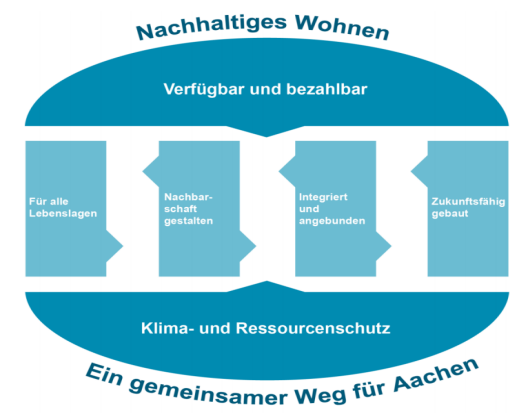 Nachhaltiges Wohnen
Verfügbar und bezahlbar
Für alle
Lebenslagen
Nachbar-
schaft
gestalten
Integriert
und
angebunden
Zukunftsfähig
gebaut
Klima- und Ressourcenschutz
Ein gemeinsamer Weg für Aachen